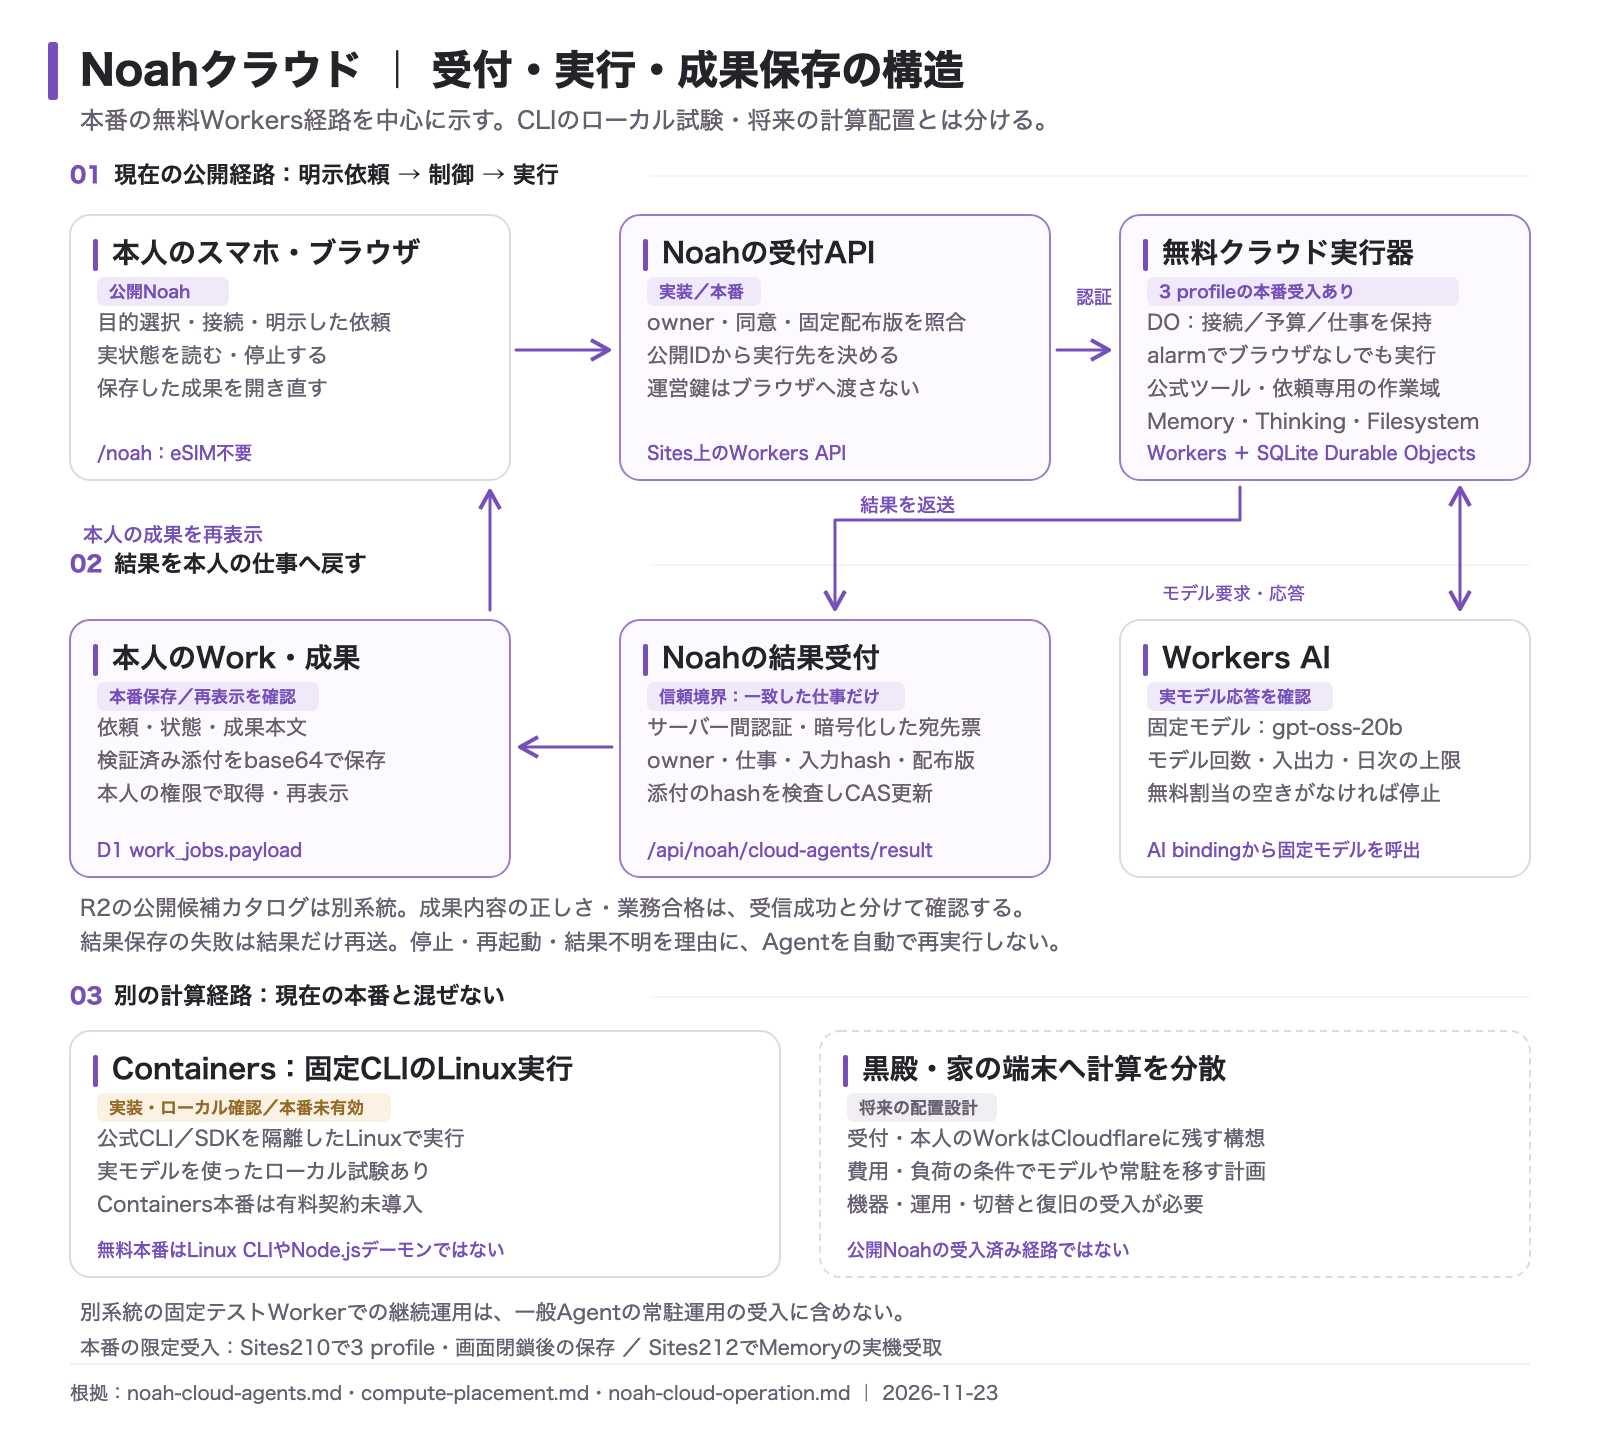 Noahクラウド ｜ 受付・実行・成果保存の構造
本番の無料Workers経路を中心に示す。CLIのローカル試験・将来の計算配置とは分ける。
01 現在の公開経路：明示依頼 → 制御 → 実行
本人のスマホ・ブラウザ
公開Noah
目的選択・接続・明示した依頼
実状態を読む・停止する
保存した成果を開き直す
/noah：eSIM不要
Noahの受付API
実装／本番
owner・同意・固定配布版を照合
公開IDから実行先を決める
運営鍵はブラウザへ渡さない
Sites上のWorkers API
認証
無料クラウド実行器
3 profileの本番受入あり
DO：接続／予算／仕事を保持
alarmでブラウザなしでも実行
公式ツール・依頼専用の作業域
Memory・Thinking・Filesystem
Workers + SQLite Durable Objects
結果を返送
本人の成果を再表示
02 結果を本人の仕事へ戻す
モデル要求・応答
本人のWork・成果
本番保存／再表示を確認
依頼・状態・成果本文
検証済み添付をbase64で保存
本人の権限で取得・再表示
D1 work_jobs.payload
Noahの結果受付
信頼境界：一致した仕事だけ
サーバー間認証・暗号化した宛先票
owner・仕事・入力hash・配布版
添付のhashを検査しCAS更新
/api/noah/cloud-agents/result
Workers AI
実モデル応答を確認
固定モデル：gpt-oss-20b
モデル回数・入出力・日次の上限
無料割当の空きがなければ停止
AI bindingから固定モデルを呼出
R2の公開候補カタログは別系統。成果内容の正しさ・業務合格は、受信成功と分けて確認する。
結果保存の失敗は結果だけ再送。停止・再起動・結果不明を理由に、Agentを自動で再実行しない。
03 別の計算経路：現在の本番と混ぜない
Containers：固定CLIのLinux実行
実装・ローカル確認／本番未有効
公式CLI／SDKを隔離したLinuxで実行
実モデルを使ったローカル試験あり
Containers本番は有料契約未導入
無料本番はLinux CLIやNode.jsデーモンではない
黒殿・家の端末へ計算を分散
将来の配置設計
受付・本人のWorkはCloudflareに残す構想
費用・負荷の条件でモデルや常駐を移す計画
機器・運用・切替と復旧の受入が必要
公開Noahの受入済み経路ではない
別系統の固定テストWorkerでの継続運用は、一般Agentの常駐運用の受入に含めない。
本番の限定受入：Sites210で3 profile・画面閉鎖後の保存 ／ Sites212でMemoryの実機受取
根拠：noah-cloud-agents.md・compute-placement.md・noah-cloud-operation.md ｜ 2026-11-23